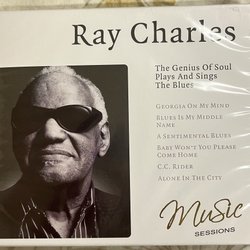 Ray Charles
The Genius Of Soul
Plays And Sings
The Blues
Georgia On My Mind
Blues Is My Middle
Name
A Sentimental Blues
Baby Won't You Please
Come Home
C.C. Rider
Alone In The City
Music
SESSIONS